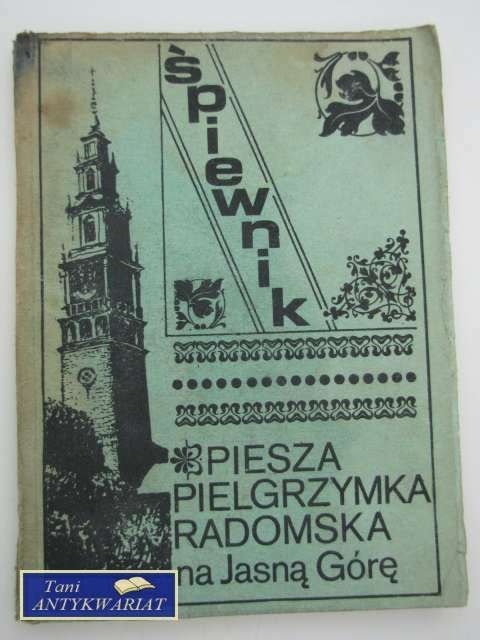 śpiewnik
PIESZA
PIELGRZYMKA
RADOMSKA
na Jasną Górę
Tani
ANTYKWARIAT